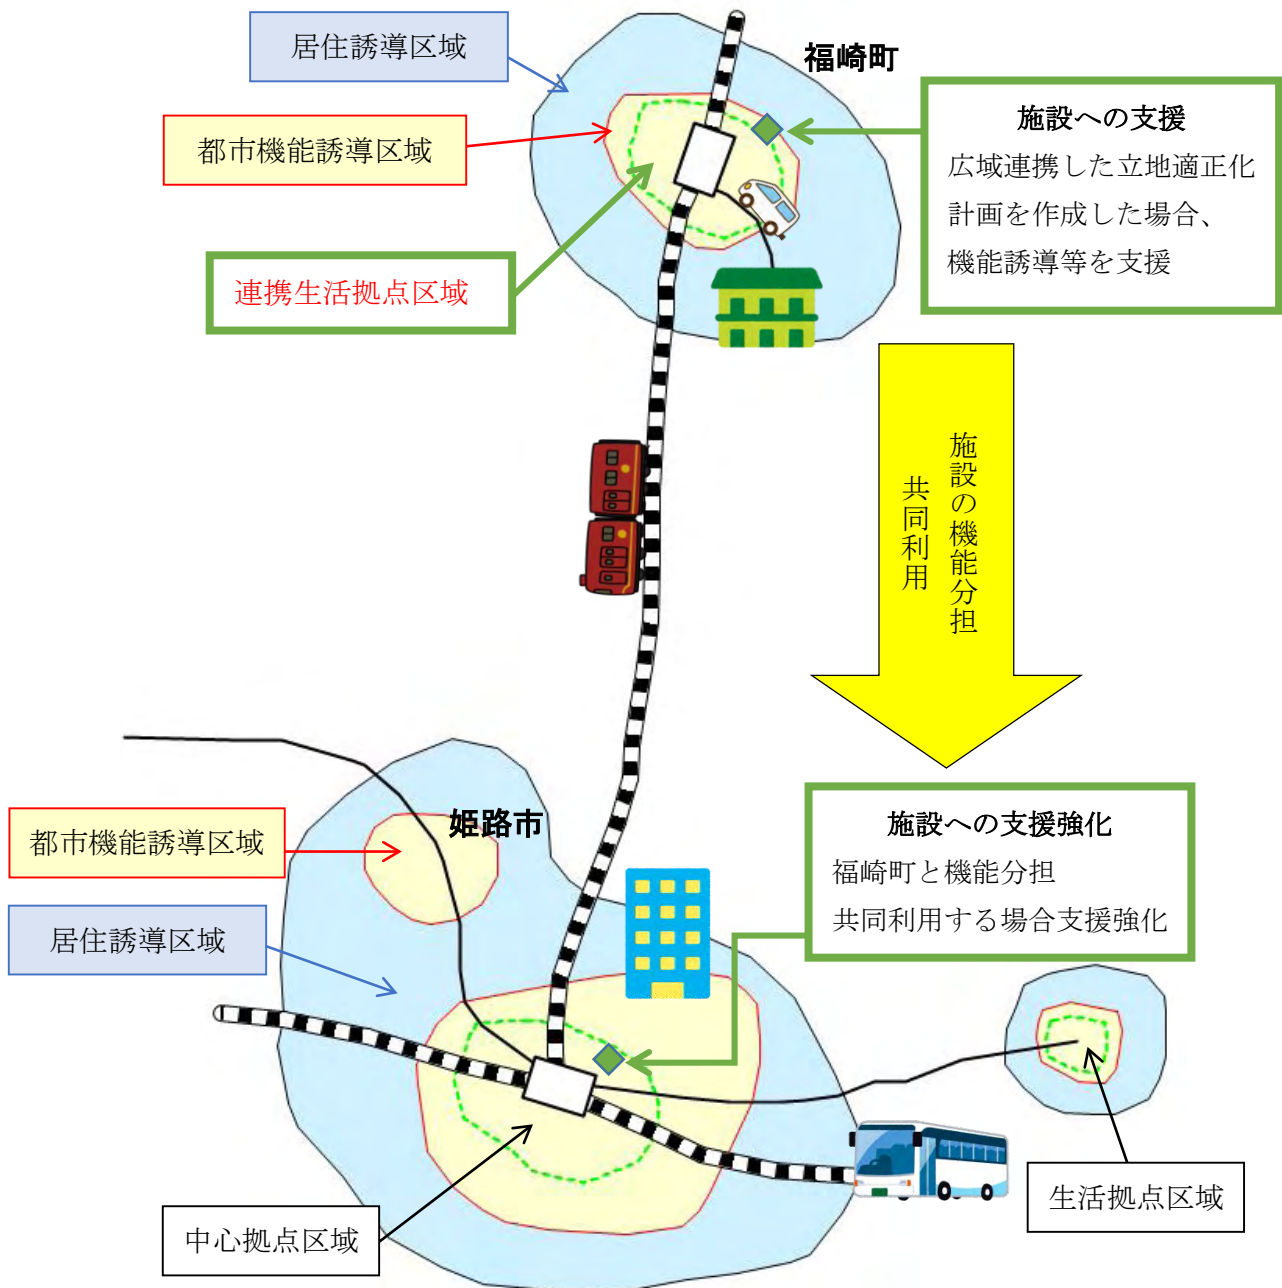 居住誘導区域
福崎町
都市機能誘導区域
施設への支援
広域連携した立地適正化
計画を作成した場合、
機能誘導等を支援
連携生活拠点区域
施設の機能分担
共同利用
都市機能誘導区域
姫路市
施設への支援強化
福崎町と機能分担
共同利用する場合支援強化
居住誘導区域
生活拠点区域
中心拠点区域